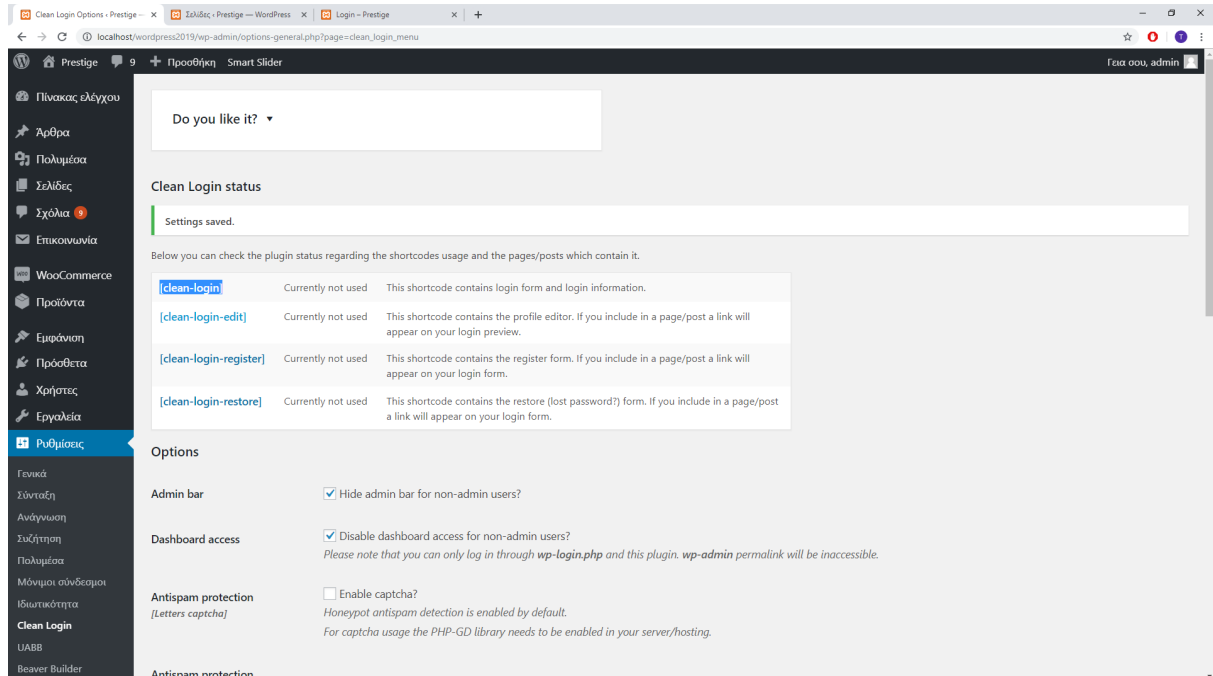 Clean Login Options ‹ Prestige —
Σελίδες ‹ Prestige — WordPress
Login – Prestige
localhost/wordpress2019/wp-admin/options-general.php?page=clean_login_menu
T
Prestige 9 Προσθήκη Smart Slider
Γεια σου, admin
Πίνακας ελέγχου
Άρθρα
Πολυμέσα
Σελίδες
Σχόλια 9
Επικοινωνία
WooCommerce
Προϊόντα
Εμφάνιση
Πρόσθετα
Χρήστες
Εργαλεία
Ρυθμίσεις
Γενικά
Σύνταξη
Ανάγνωση
Συζήτηση
Πολυμέσα
Μόνιμοι σύνδεσμοι
Ιδιωτικότητα
Clean Login
UABB
Beaver Builder
Do you like it?
Clean Login status
Settings saved.
Below you can check the plugin status regarding the shortcodes usage and the pages/posts which contain it.
[clean-login] Currently not used This shortcode contains login form and login information.
[clean-login-edit] Currently not used This shortcode contains the profile editor. If you include in a page/post a link will
appear on your login preview.
[clean-login-register] Currently not used This shortcode contains the register form. If you include in a page/post a link will
appear on your login form.
[clean-login-restore] Currently not used This shortcode contains the restore (lost password?) form. If you include in a page/post
a link will appear on your login form.
Options
Admin bar Hide admin bar for non-admin users?
Dashboard access Disable dashboard access for non-admin users?
Please note that you can only log in through wp-login.php and this plugin. wp-admin permalink will be inaccessible.
Antispam protection Enable captcha?
[Letters captcha] Honeypot antispam detection is enabled by default.
For captcha usage the PHP-GD library needs to be enabled in your server/hosting.
Antispam protection